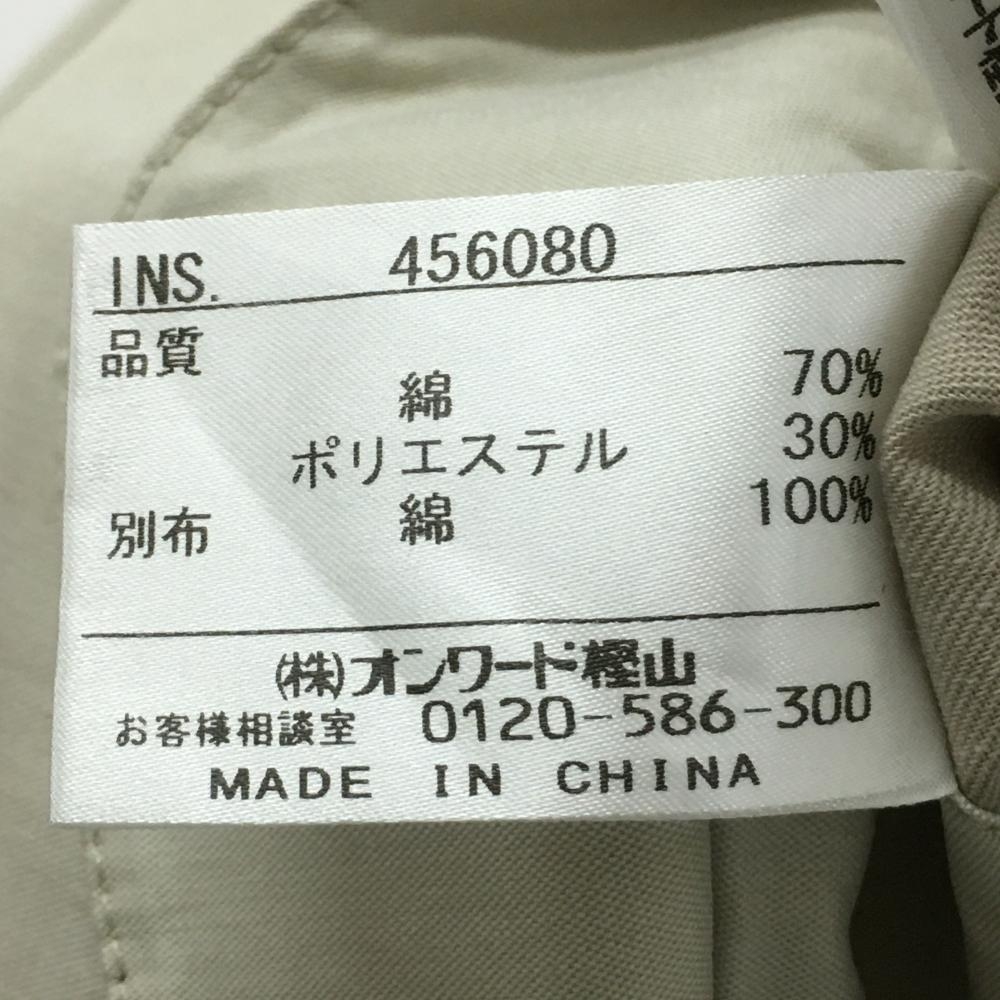 INS. 456080
品質
綿 70%
ポリエステル 30%
別布 綿 100%
(株)オンワード樫山
お客様相談室 0120-586-300
MADE IN CHINA